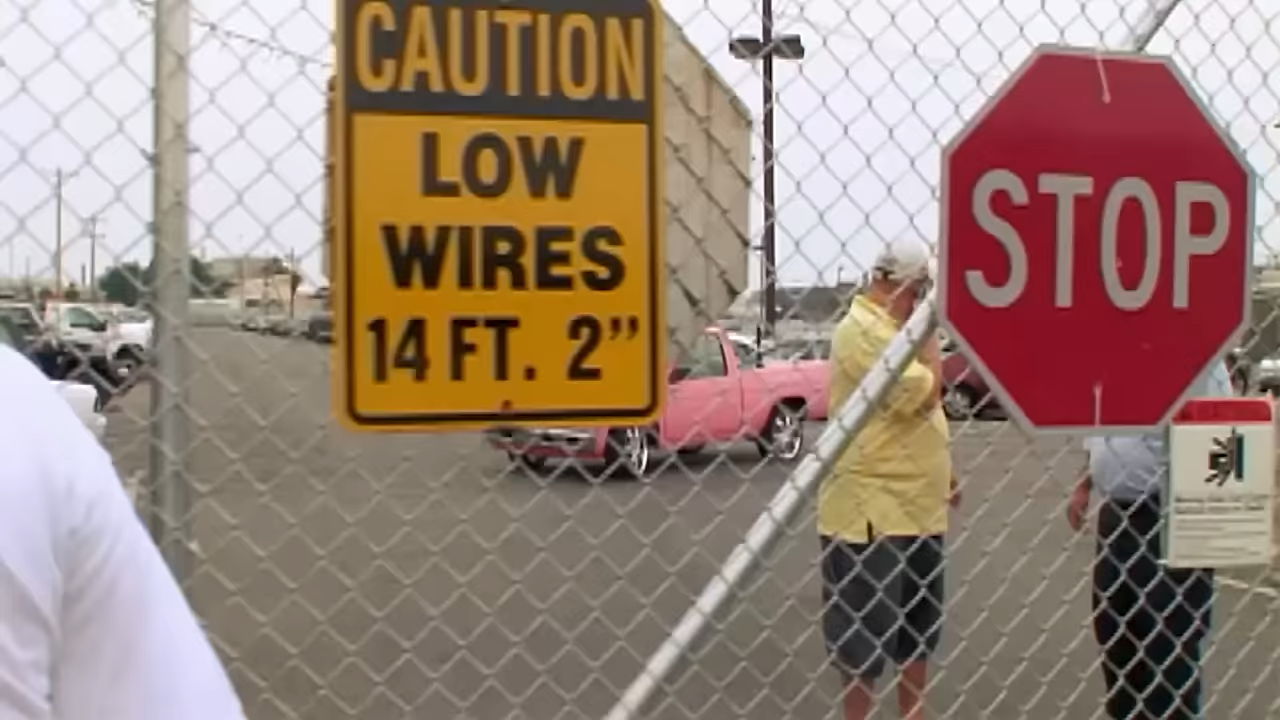 CAUTION
LOW
WIRES
14 FT. 2”
STOP